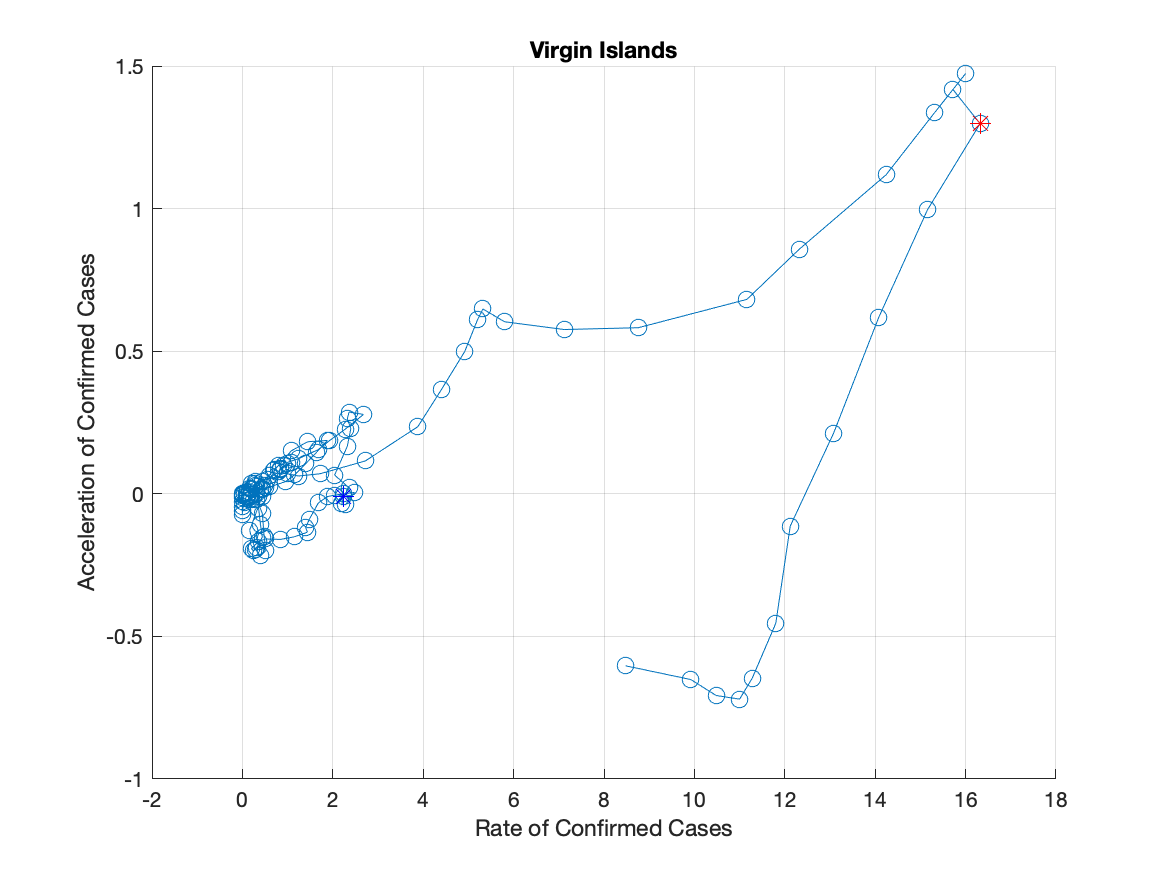 Virgin Islands
1.5
1
0.5
0
-0.5
-1
Acceleration of Confirmed Cases
-2 0 2 4 6 8 10 12 14 16 18
Rate of Confirmed Cases